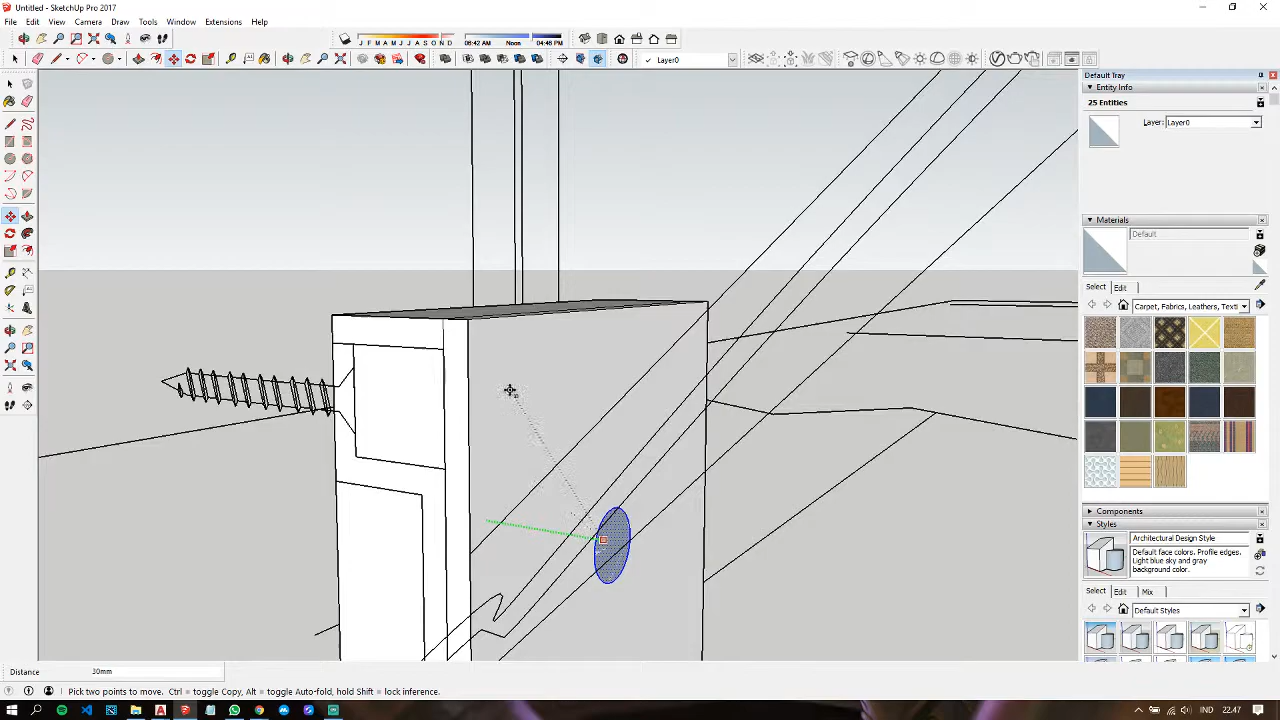 Untitled - SketchUp Pro 2017
File Edit View Camera Draw Tools Window Extensions Help
J F M A M J J A S O N D
06:42 AM Noon 04:46 PM
Layer0
Default Tray
Entity Info
25 Entities
Layer: Layer0
Materials
Default
Select Edit
Carpet, Fabrics, Leathers, Texti
Components
Styles
Architectural Design Style
Default face colors. Profile edges. Light blue sky and gray background color.
Select Edit Mix
Default Styles
Distance 30mm
Pick two points to move. Ctrl = toggle Copy, Alt = toggle Auto-fold, hold Shift = lock inference.
IND 22.47